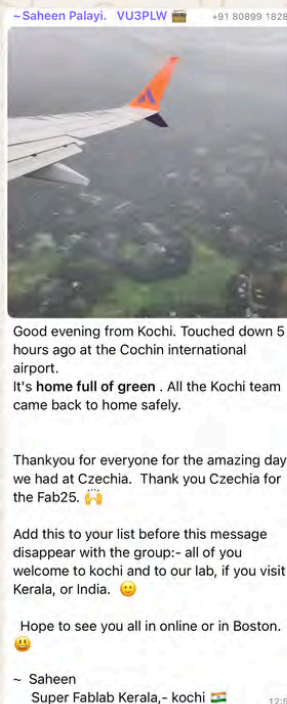 ~Saheen Palayi. VU3PLW 📻 +91 80899 1828
Good evening from Kochi. Touched down 5
hours ago at the Cochin international
airport.
It's home full of green . All the Kochi team
came back to home safely.
Thankyou for everyone for the amazing day
we had at Czechia. Thank you Czechia for
the Fab25. 🙌
Add this to your list before this message
disappear with the group:- all of you
welcome to kochi and to our lab, if you visit
Kerala, or India. 🙂
Hope to see you all in online or in Boston.
😃
~ Saheen
Super Fablab Kerala,- kochi 🇮🇳